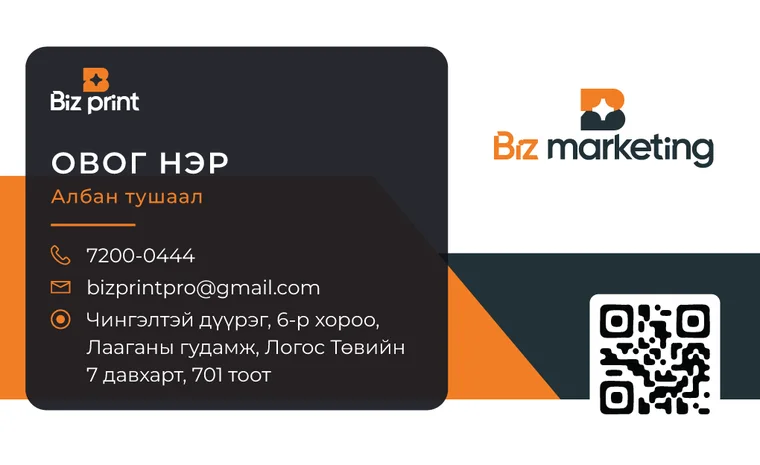 Biz print
ОВОГ НЭР
Албан тушаал
7200-0444
bizprintpro@gmail.com
Чингэлтэй дүүрэг, 6-р хороо,
Лааганы гудамж, Логос Төвийн
7 давхарт, 701 тоот
Biz marketing